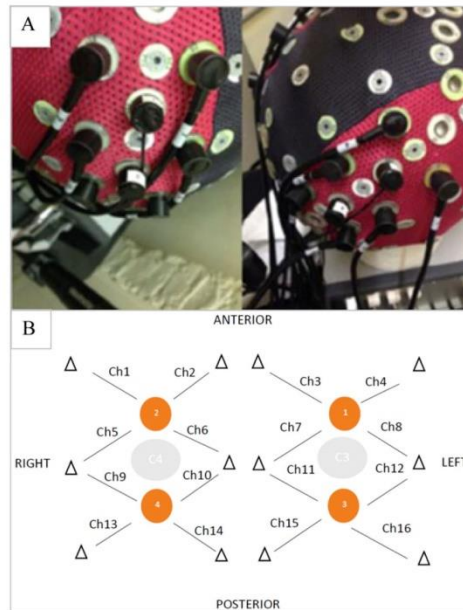 A
B
ANTERIOR
Ch1
Ch2
Ch3
Ch4
2
1
Ch5
Ch6
Ch7
Ch8
RIGHT
C4
C3
LEFT
Ch9
Ch10
Ch11
Ch12
4
3
Ch13
Ch14
Ch15
Ch16
POSTERIOR